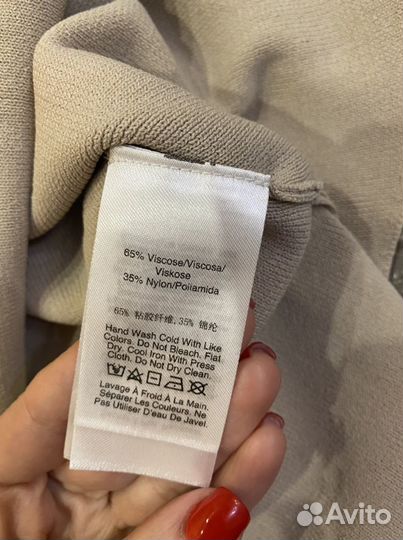 65% Viscose/Viscosa/
Viskose
35% Nylon/Poliamida
65% 粘胶纤维, 35% 锦纶
Hand Wash Cold With Like
Colors. Do Not Bleach. Flat
Dry. Cool Iron With Press
Cloth. Do Not Dry Clean.
Lavage À Froid À La Main.
Séparer Les Couleurs. Ne
Pas Utiliser D'Eau De Javel.
Avito